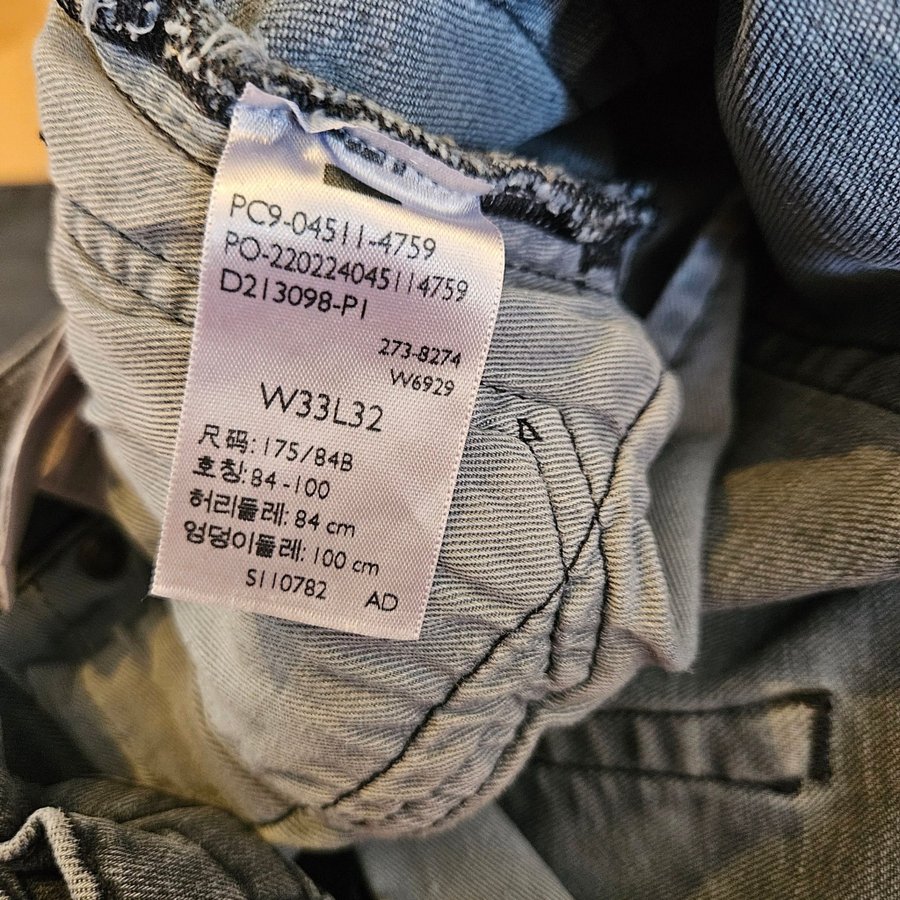 PC9-04511-4759
PO-220224045114759
D213098-P1
273-8274
W6929
W33L32
尺码: 175/84B
호칭: 84-100
허리둘레: 84 cm
엉덩이둘레: 100 cm
S110782 AD